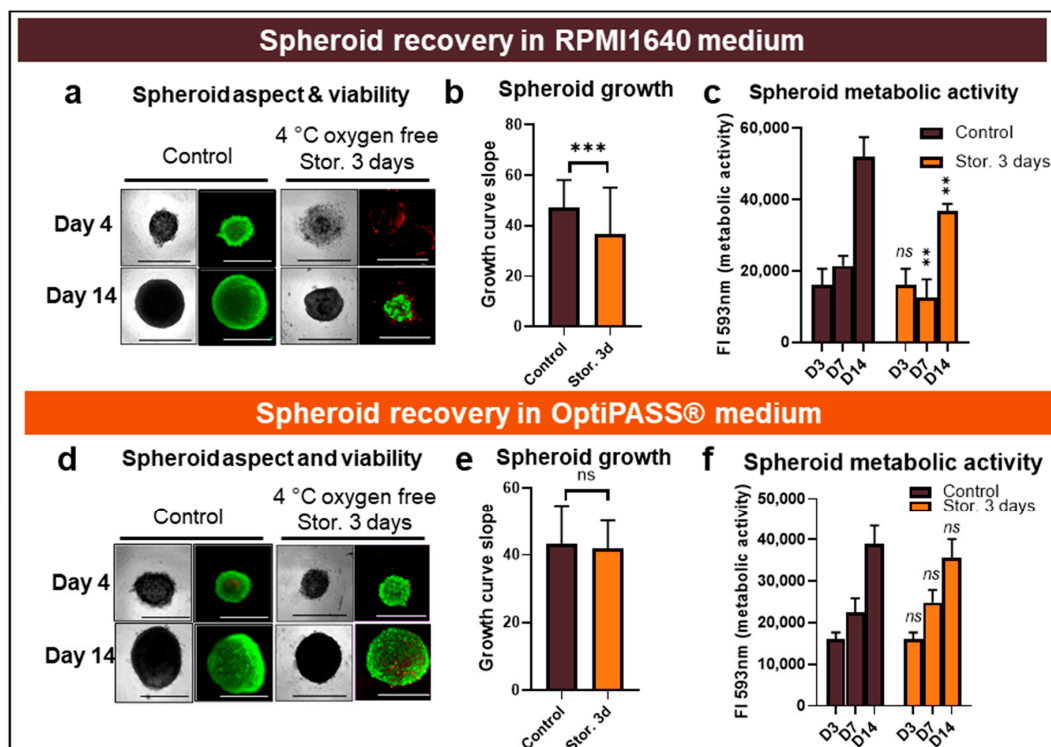 Spheroid recovery in RPMI1640 medium
a Spheroid aspect & viability
Control
4 °C oxygen free
Stor. 3 days
Day 4
Day 14
b Spheroid growth
80
60
40
20
0
Growth curve slope
***
Control
Stor. 3d
c Spheroid metabolic activity
60,000
40,000
20,000
0
FI 593nm (metabolic activity)
Control
Stor. 3 days
ns
**
**
D3
D7
D14
D3
D7
D14
Spheroid recovery in OptiPASS® medium
d Spheroid aspect and viability
Control
4 °C oxygen free
Stor. 3 days
Day 4
Day 14
e Spheroid growth
60
40
20
0
Growth curve slope
ns
Control
Stor. 3d
f Spheroid metabolic activity
50,000
40,000
30,000
20,000
10,000
0
FI 593nm (metabolic activity)
Control
Stor. 3 days
ns
ns
ns
D3
D7
D14
D3
D7
D14